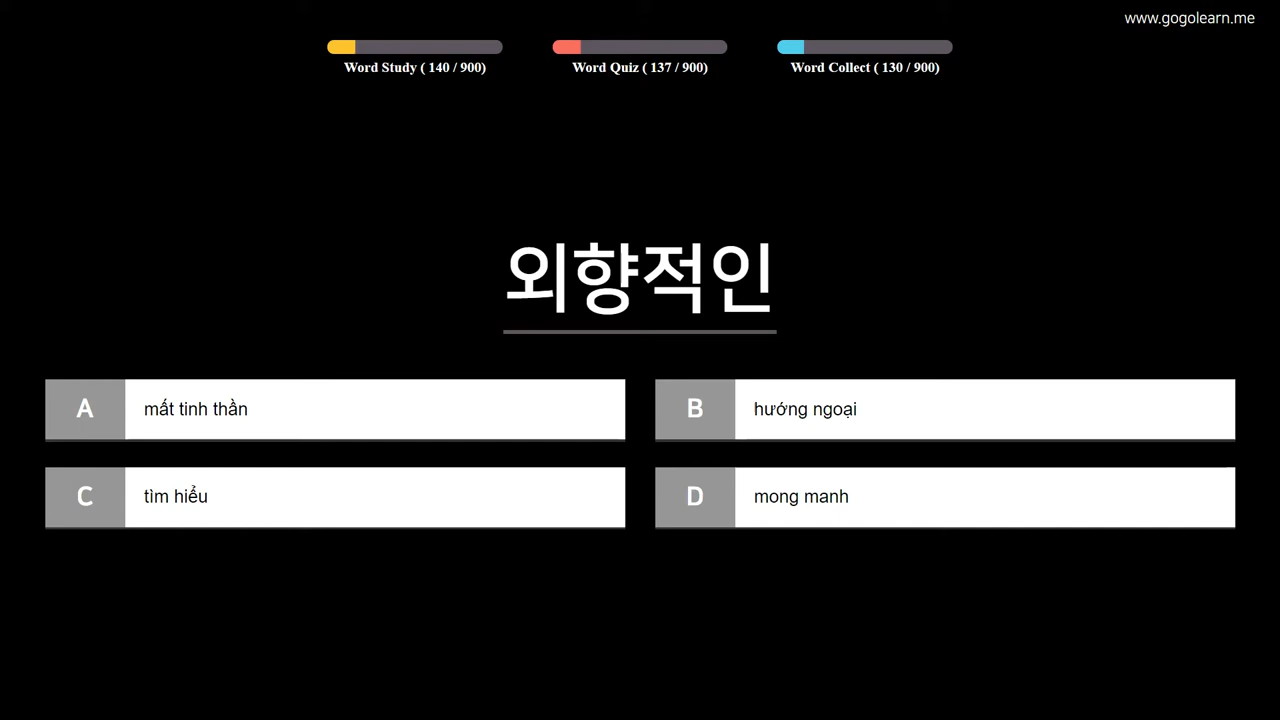 www.gogolearn.me
Word Study ( 140 / 900)
Word Quiz ( 137 / 900)
Word Collect ( 130 / 900)
외향적인
A mất tinh thần
B hướng ngoại
C tìm hiểu
D mong manh